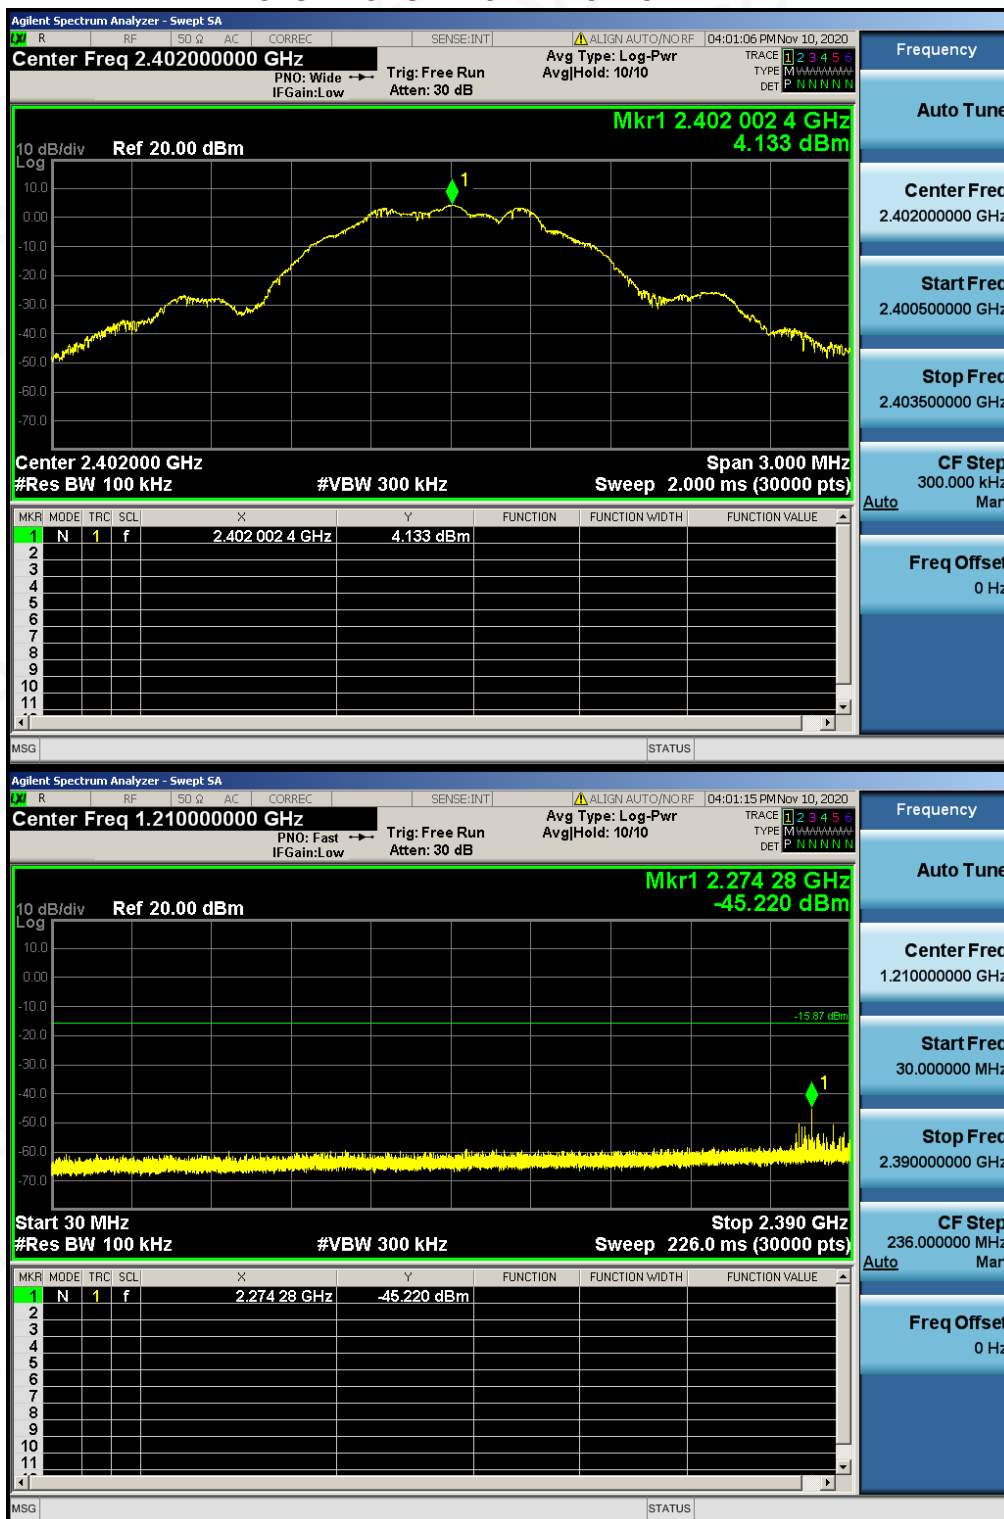 Agilent Spectrum Analyzer - Swept SA
LXI R RF 50 Ω AC CORREC SENSE:INT ALIGN AUTO/NO RF 04:01:06 PM Nov 10, 2020
Center Freq 2.402000000 GHz
PNO: Wide
IFGain:Low
Trig: Free Run
Atten: 30 dB
Avg Type: Log-Pwr
Avg|Hold: 10/10
TRACE 1 2 3 4 5 6
TYPE M
DET P N N N N N
Mkr1 2.402 002 4 GHz
4.133 dBm
10 dB/div Ref 20.00 dBm
Log
10.0
0.00
-10.0
-20.0
-30.0
-40.0
-50.0
-60.0
-70.0
1
Center 2.402000 GHz Span 3.000 MHz
#Res BW 100 kHz #VBW 300 kHz Sweep 2.000 ms (30000 pts)
MKR MODE TRC SCL X Y FUNCTION FUNCTION WIDTH FUNCTION VALUE
1 N 1 f 2.402 002 4 GHz 4.133 dBm
2
3
4
5
6
7
8
9
10
11
MSG STATUS
Frequency
Auto Tune
Center Freq
2.402000000 GHz
Start Freq
2.400500000 GHz
Stop Freq
2.403500000 GHz
CF Step
300.000 kHz
Auto Man
Freq Offset
0 Hz
Agilent Spectrum Analyzer - Swept SA
LXI R RF 50 Ω AC CORREC SENSE:INT ALIGN AUTO/NO RF 04:01:15 PM Nov 10, 2020
Center Freq 1.210000000 GHz
PNO: Fast
IFGain:Low
Trig: Free Run
Atten: 30 dB
Avg Type: Log-Pwr
Avg|Hold: 10/10
TRACE 1 2 3 4 5 6
TYPE M
DET P N N N N N
Mkr1 2.274 28 GHz
-45.220 dBm
10 dB/div Ref 20.00 dBm
Log
10.0
0.00
-10.0
-20.0
-30.0
-40.0
-50.0
-60.0
-70.0
-15.87 dBm
1
Start 30 MHz Stop 2.390 GHz
#Res BW 100 kHz #VBW 300 kHz Sweep 226.0 ms (30000 pts)
MKR MODE TRC SCL X Y FUNCTION FUNCTION WIDTH FUNCTION VALUE
1 N 1 f 2.274 28 GHz -45.220 dBm
2
3
4
5
6
7
8
9
10
11
MSG STATUS
Frequency
Auto Tune
Center Freq
1.210000000 GHz
Start Freq
30.000000 MHz
Stop Freq
2.390000000 GHz
CF Step
236.000000 MHz
Auto Man
Freq Offset
0 Hz